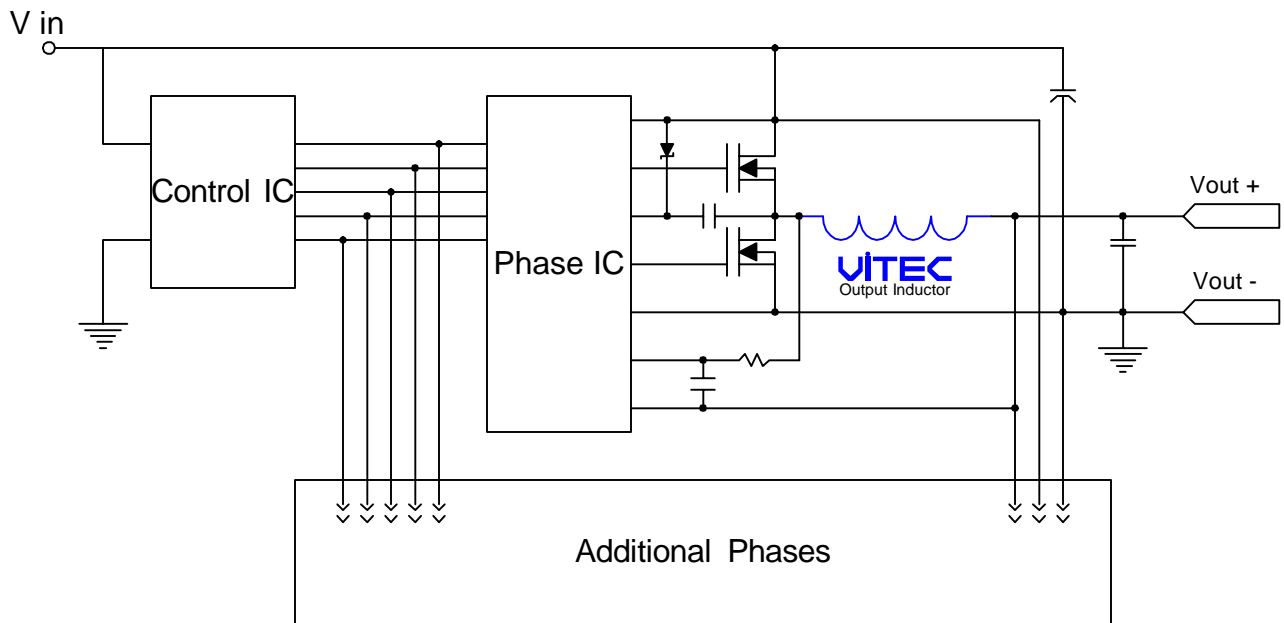 V in
Control IC
Phase IC
Vout +
ViTEC
Output Inductor
Vout -
Additional Phases